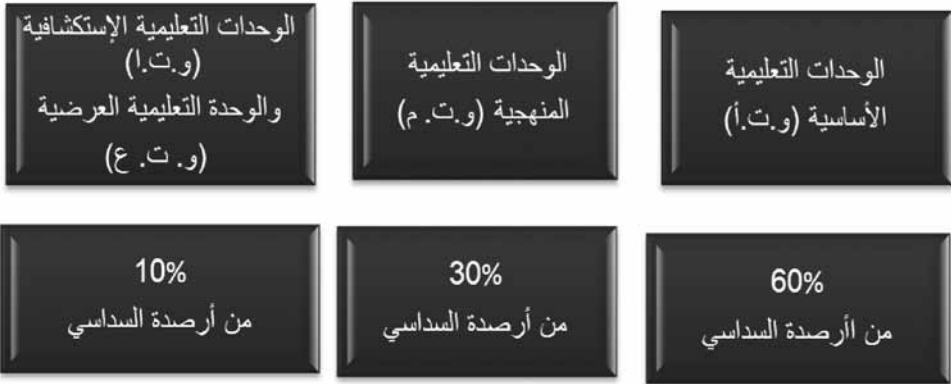 الوحدات التعليمية
الأساسية (و.ت.أ)
الوحدات التعليمية
المنهجية (و.ت. م)
الوحدات التعليمية الإستكشافية
(و.ت.ا)
والوحدة التعليمية العرضية
(و. ت. ع)
60%
من اأرصدة السداسي
30%
من أرصدة السداسي
10%
من أرصدة السداسي